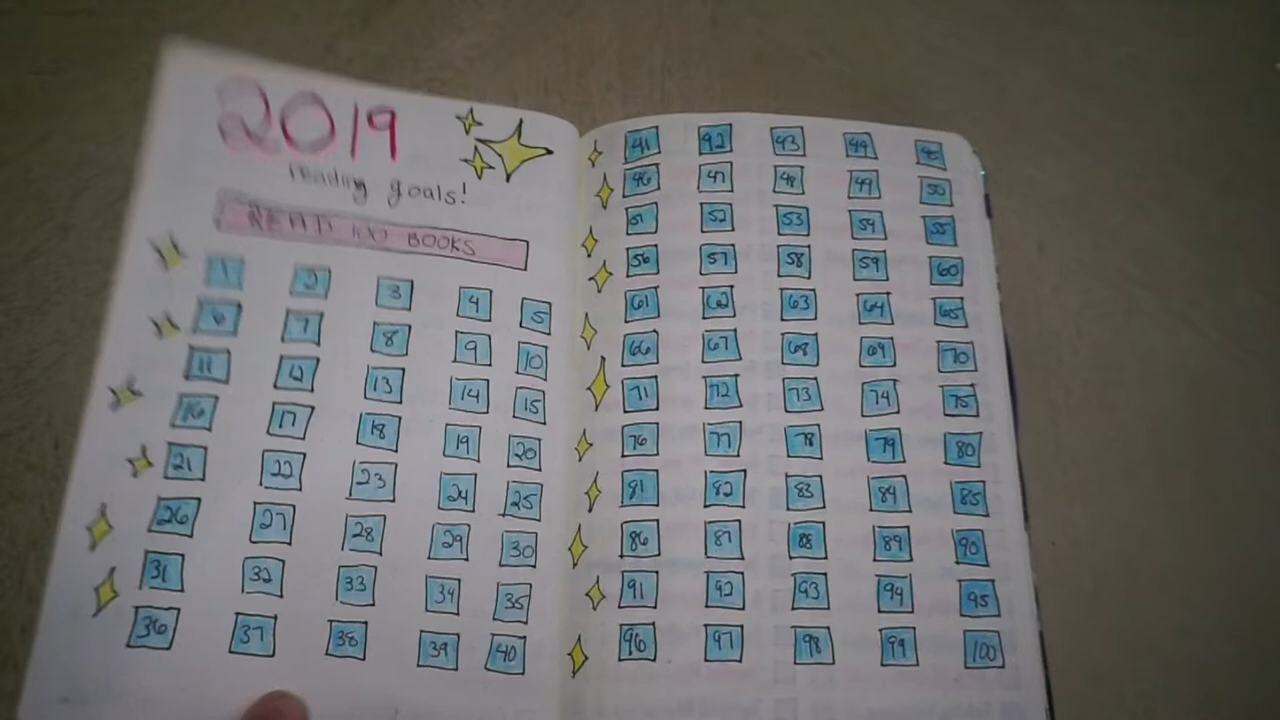 2019
reading goals!
READ 100 BOOKS
1 2 3 4 5
6 7 8 9 10
11 12 13 14 15
16 17 18 19 20
21 22 23 24 25
26 27 28 29 30
31 32 33 34 35
36 37 38 39 40
41 42 43 44 45
46 47 48 49 50
51 52 53 54 55
56 57 58 59 60
61 62 63 64 65
66 67 68 69 70
71 72 73 74 75
76 77 78 79 80
81 82 83 84 85
86 87 88 89 90
91 92 93 94 95
96 97 98 99 100